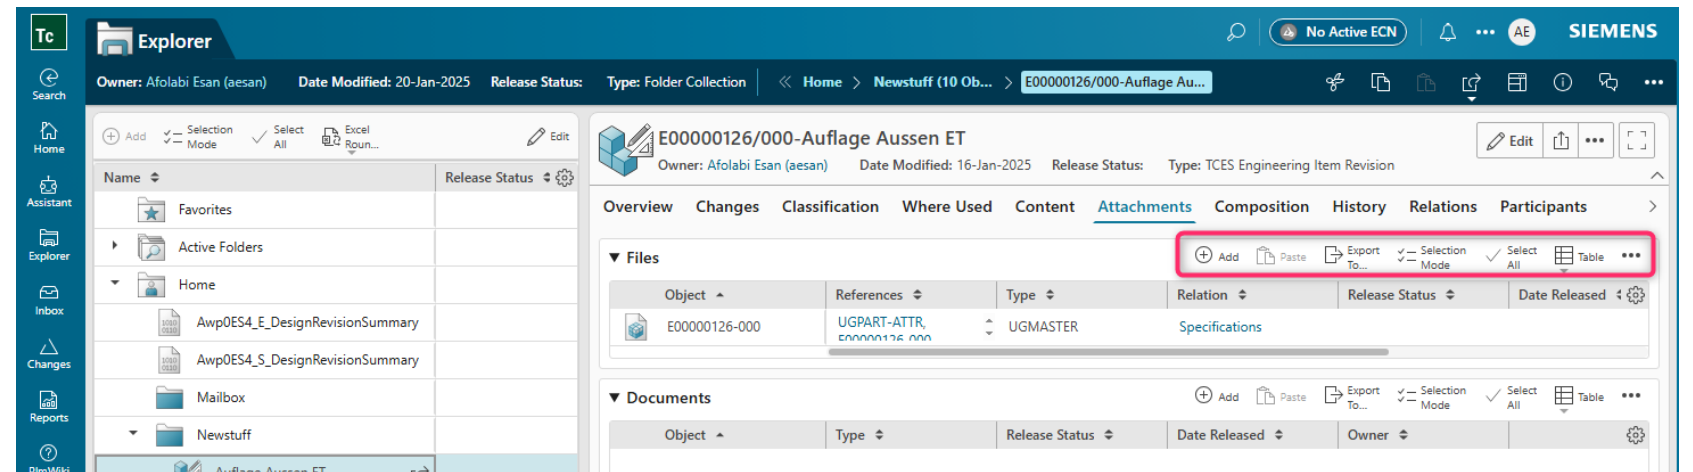 Tc
Explorer
No Active ECN
AE
SIEMENS
Owner: Afolabi Esan (aesan) Date Modified: 20-Jan-2025 Release Status: Type: Folder Collection
Home > Newstuff (10 Ob... > E00000126/000-Auflage Au...
Search
Home
Assistant
Explorer
Inbox
Changes
Reports
PlmWiki
Add
Selection Mode
Select All
Excel Roun...
Edit
Name Release Status
Favorites
Active Folders
Home
Awp0ES4_E_DesignRevisionSummary
Awp0ES4_S_DesignRevisionSummary
Mailbox
Newstuff
Auflage Aussen ET
E00000126/000-Auflage Aussen ET
Owner: Afolabi Esan (aesan) Date Modified: 16-Jan-2025 Release Status: Type: TCES Engineering Item Revision
Edit
Overview Changes Classification Where Used Content Attachments Composition History Relations Participants
Files
Add Paste Export To... Selection Mode Select All Table
Object References Type Relation Release Status Date Released
E00000126-000 UGPART-ATTR, UGMASTER Specifications
E00000126 000
Documents
Add Paste Export To... Selection Mode Select All Table
Object Type Release Status Date Released Owner